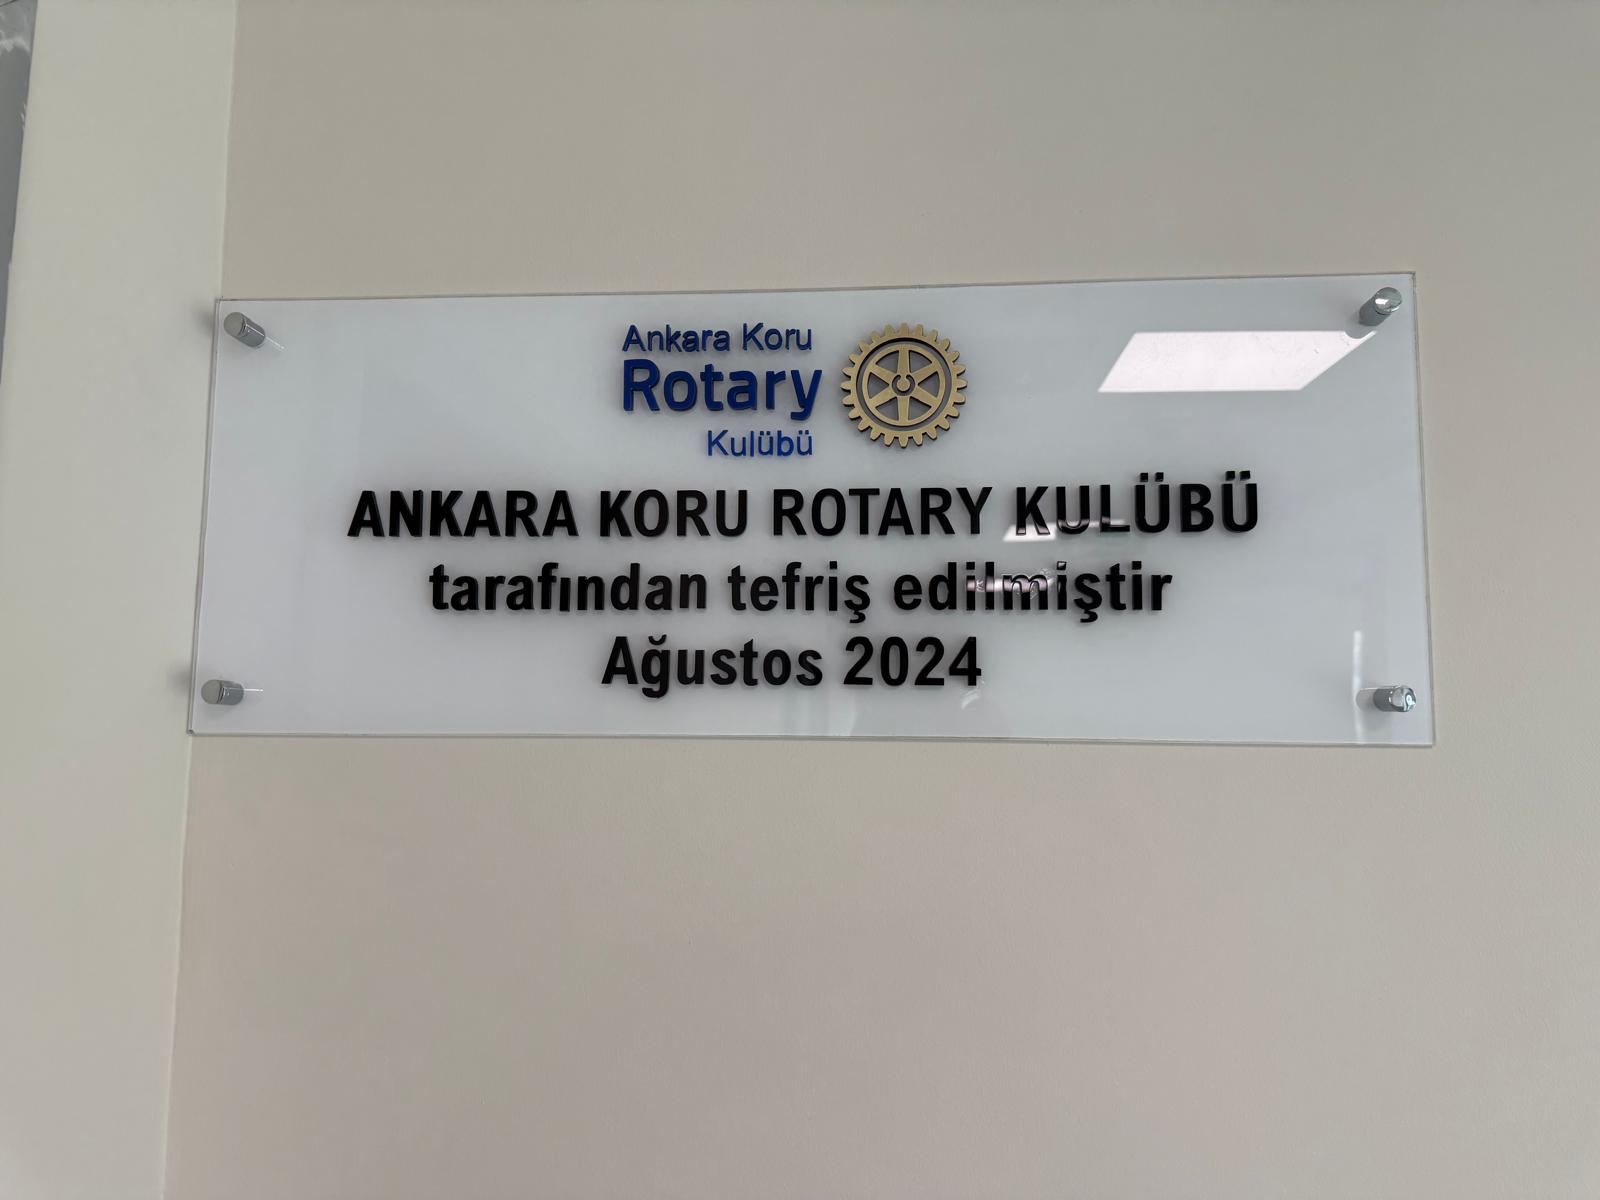 Ankara Koru
Rotary
Kulübü
ANKARA KORU ROTARY KULÜBÜ
tarafından tefriş edilmiştir
Ağustos 2024